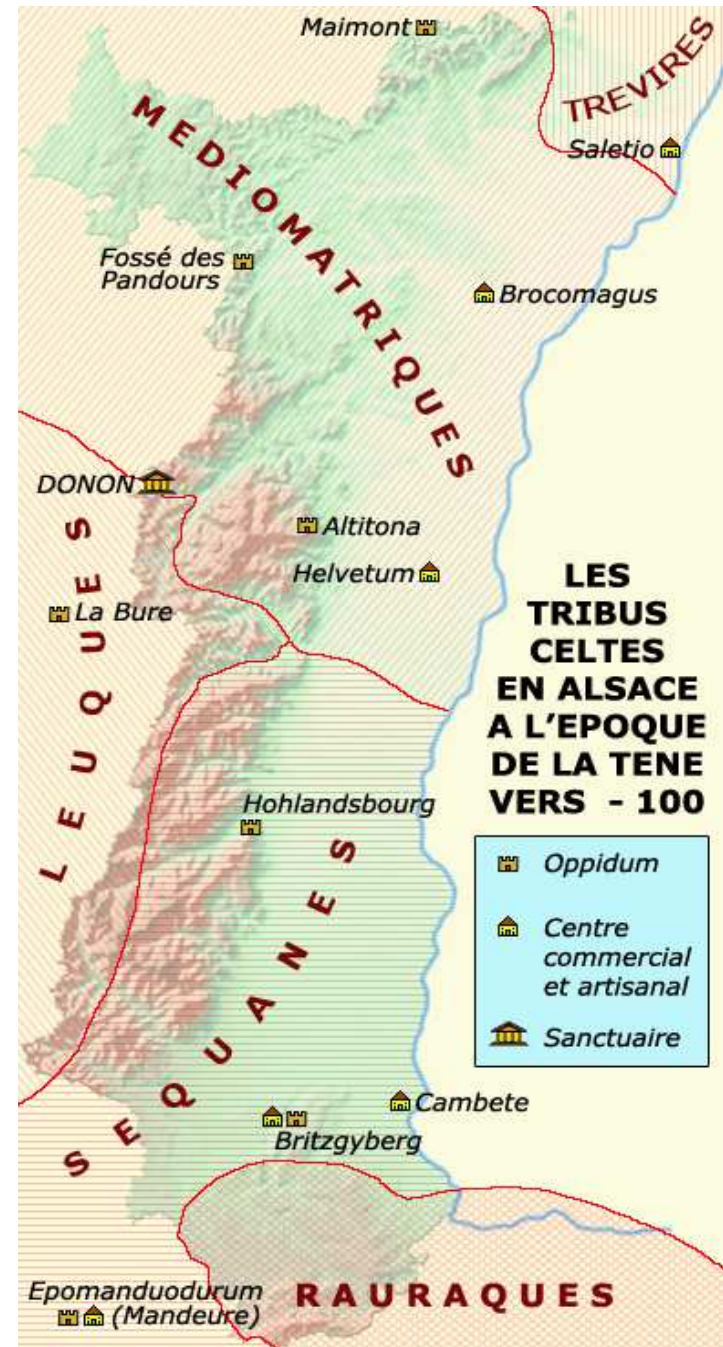 Maimont
TREVIRES
MEDIOMATRIQUES
Saletio
Fossé des
Pandours
Brocomagus
DONON
Altitona
Helvetum
LEUQUES
La Bure
LES
TRIBUS
CELTES
EN ALSACE
A L’EPOQUE
DE LA TENE
VERS - 100
Hohlandsbourg
SEQUANES
Oppidum
Centre
commercial
et artisanal
Sanctuaire
Cambete
Britzgyberg
Epomanduodurum
(Mandeure)
RAURAQUES